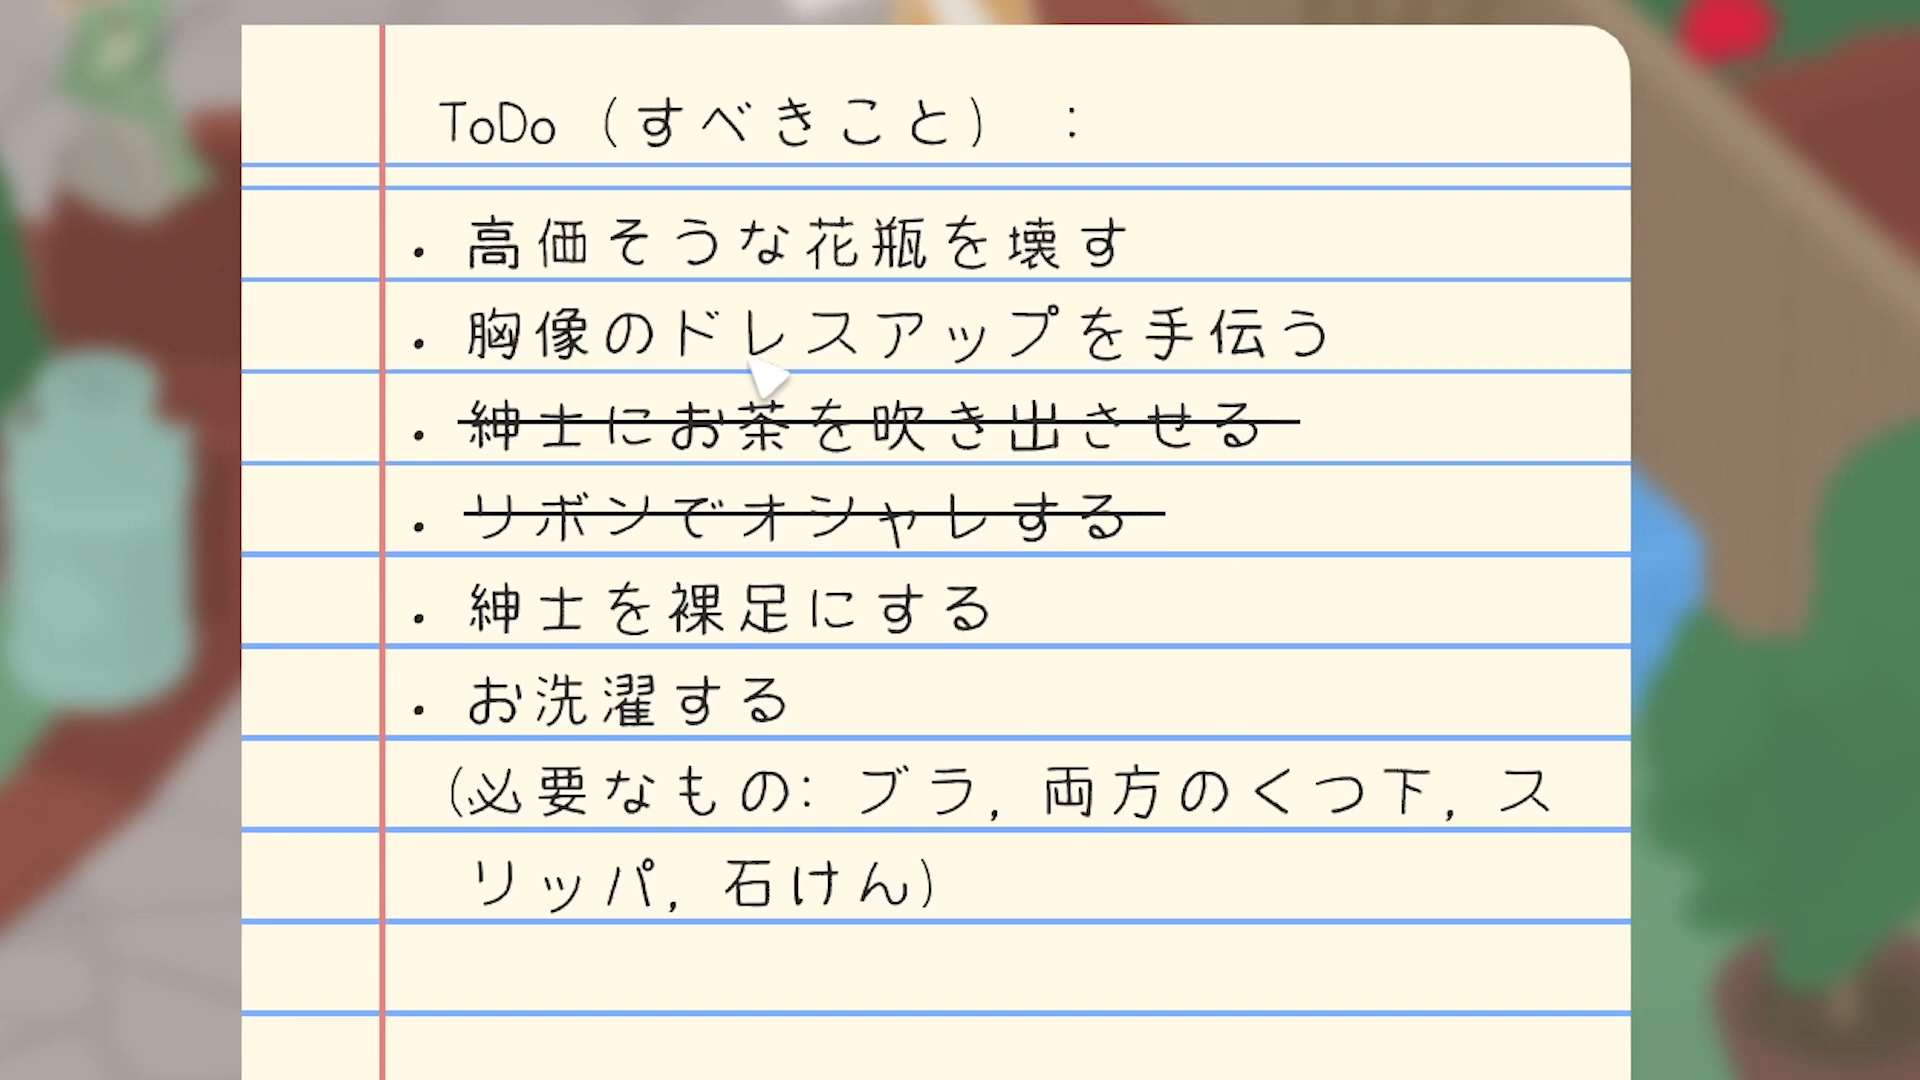 ToDo（すべきこと）：
・高価そうな花瓶を壊す
・胸像のドレスアップを手伝う
・紳士にお茶を吹き出させる
・リボンでオシャレする
・紳士を裸足にする
・お洗濯する
(必要なもの: ブラ, 両方のくつ下, ス
リッパ, 石けん)